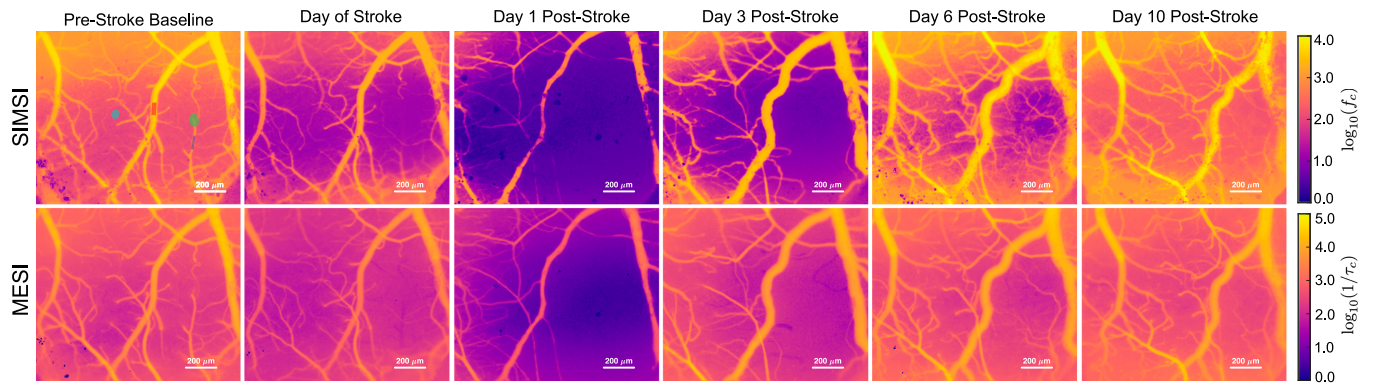 Pre-Stroke Baseline
Day of Stroke
Day 1 Post-Stroke
Day 3 Post-Stroke
Day 6 Post-Stroke
Day 10 Post-Stroke
SIMSI
200 μm
200 μm
200 μm
200 μm
200 μm
200 μm
4.0
3.0
2.0
1.0
0.0
log₁₀(f_c)
MESI
200 μm
200 μm
200 μm
200 μm
200 μm
200 μm
5.0
4.0
3.0
2.0
1.0
0.0
log₁₀(1/τ_c)